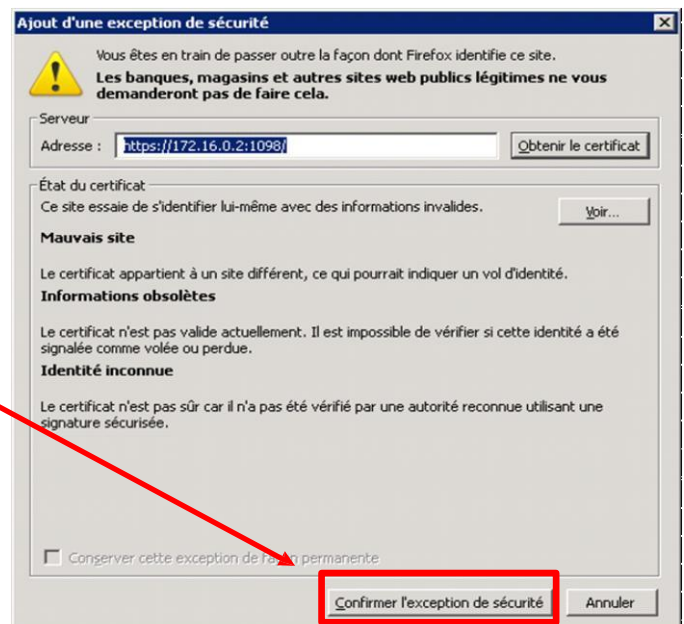 Ajout d'une exception de sécurité
Vous êtes en train de passer outre la façon dont Firefox identifie ce site.
Les banques, magasins et autres sites web publics légitimes ne vous
demanderont pas de faire cela.
Serveur
Adresse :
https://172.16.0.2:1098/
Obtenir le certificat
État du certificat
Ce site essaie de s'identifier lui-même avec des informations invalides.
Voir...
Mauvais site
Le certificat appartient à un site différent, ce qui pourrait indiquer un vol d'identité.
Informations obsolètes
Le certificat n'est pas valide actuellement. Il est impossible de vérifier si cette identité a été
signalée comme volée ou perdue.
Identité inconnue
Le certificat n'est pas sûr car il n'a pas été vérifié par une autorité reconnue utilisant une
signature sécurisée.
Conserver cette exception de façon permanente
Confirmer l'exception de sécurité
Annuler